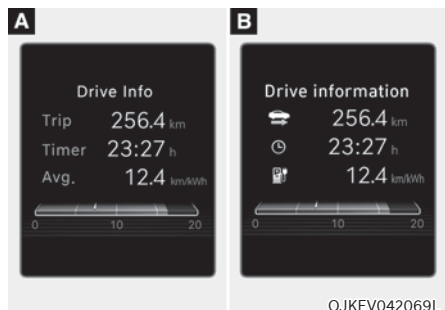 A
Drive Info
Trip 256.4 km
Timer 23:27 h
Avg. 12.4 km/kWh
0 10 20
B
Drive information
256.4 km
23:27 h
12.4 km/kWh
0 10 20
OJKEV042069L